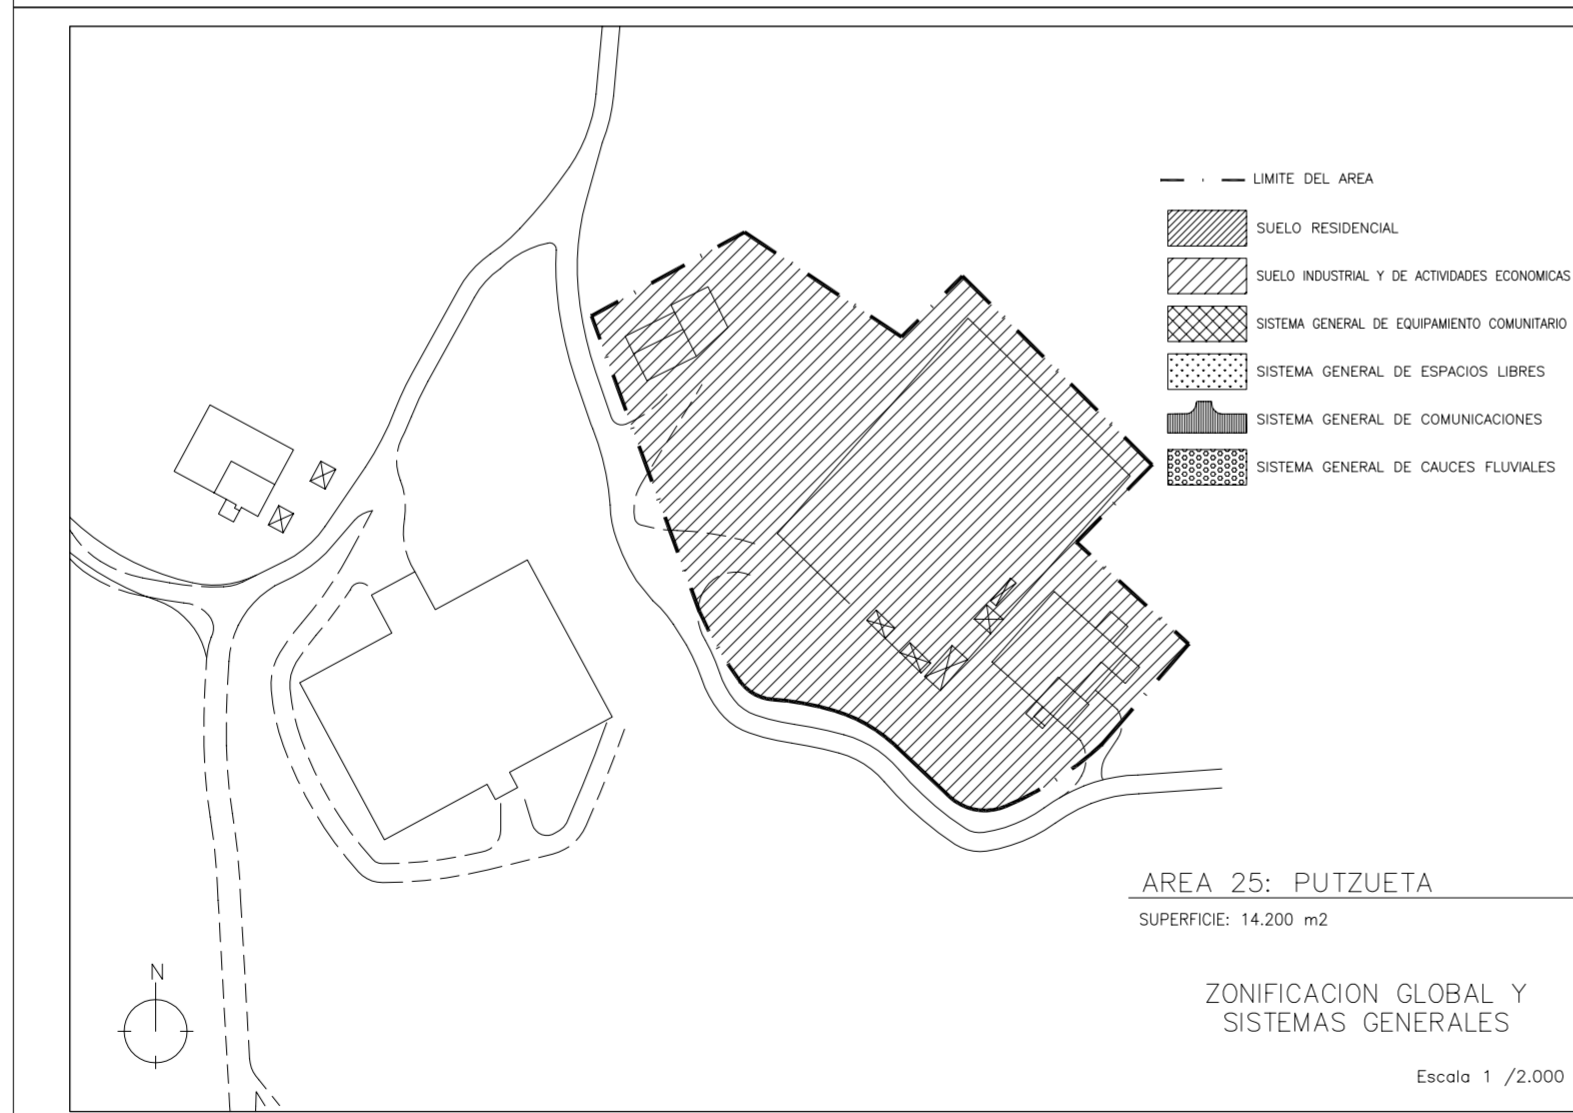 LIMITE DEL AREA
SUELO RESIDENCIAL
SUELO INDUSTRIAL Y DE ACTIVIDADES ECONOMICAS
SISTEMA GENERAL DE EQUIPAMIENTO COMUNITARIO
SISTEMA GENERAL DE ESPACIOS LIBRES
SISTEMA GENERAL DE COMUNICACIONES
SISTEMA GENERAL DE CAUCES FLUVIALES
AREA 25: PUTZUETA
SUPERFICIE: 14.200 m2
N
ZONIFICACION GLOBAL Y
SISTEMAS GENERALES
Escala 1 /2.000